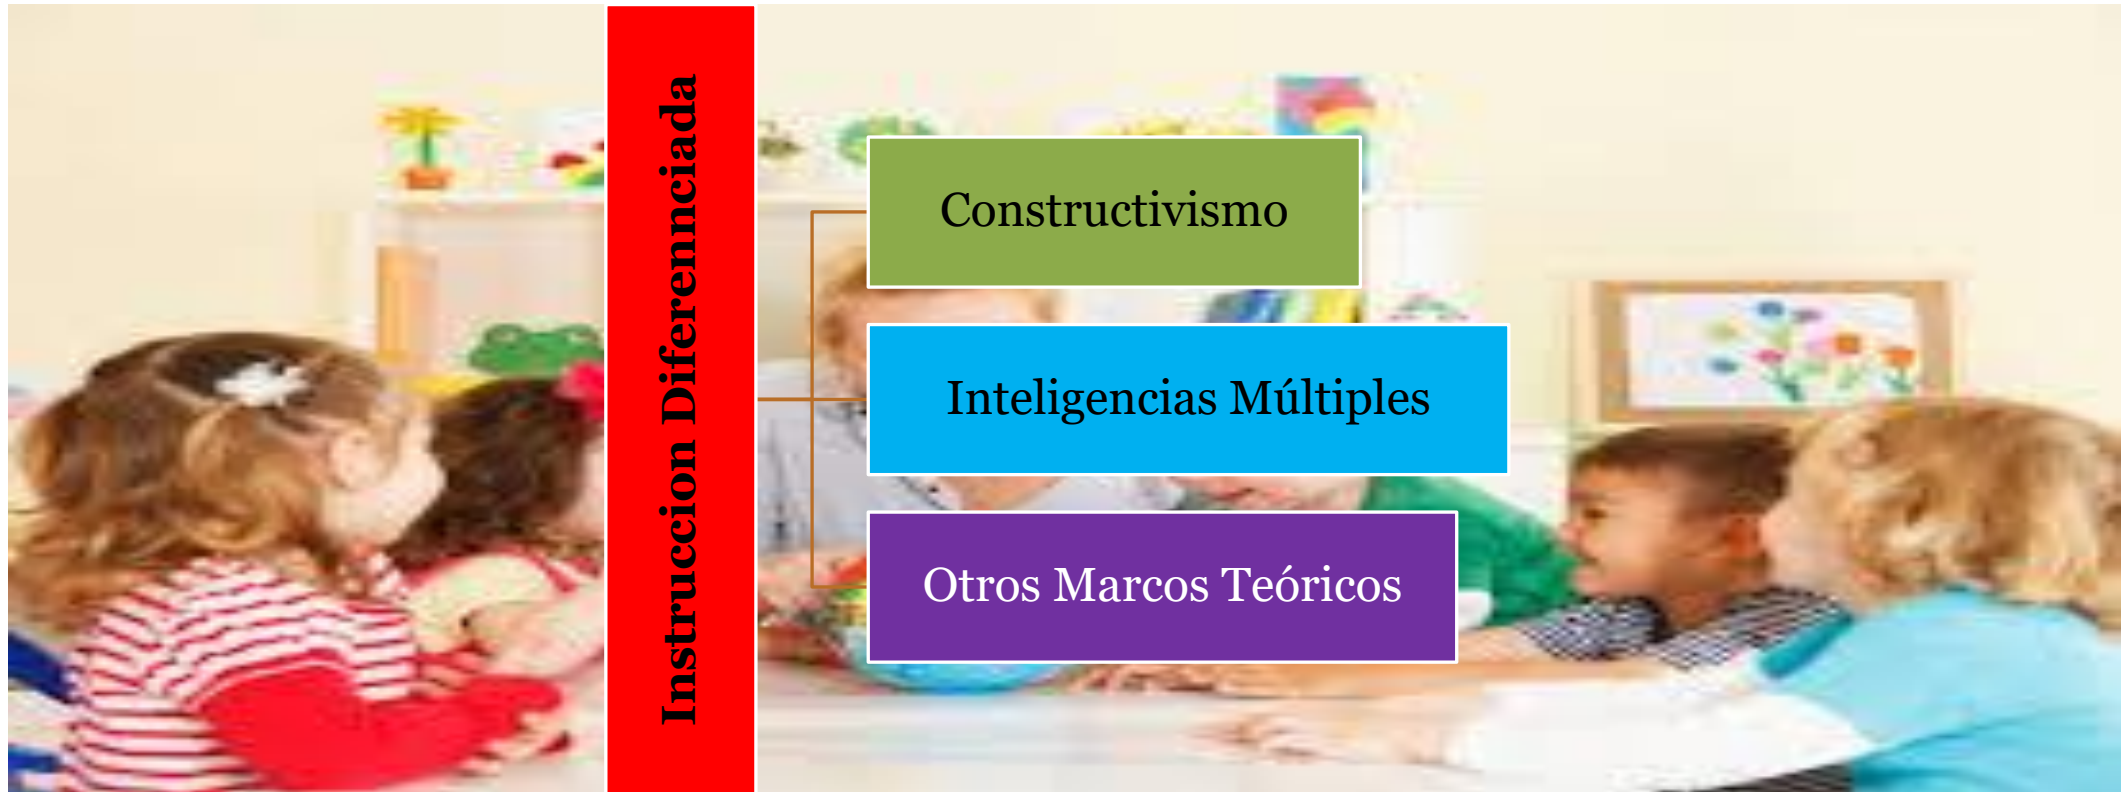 Instruccion Diferennciada
Constructivismo
Inteligencias Múltiples
Otros Marcos Teóricos